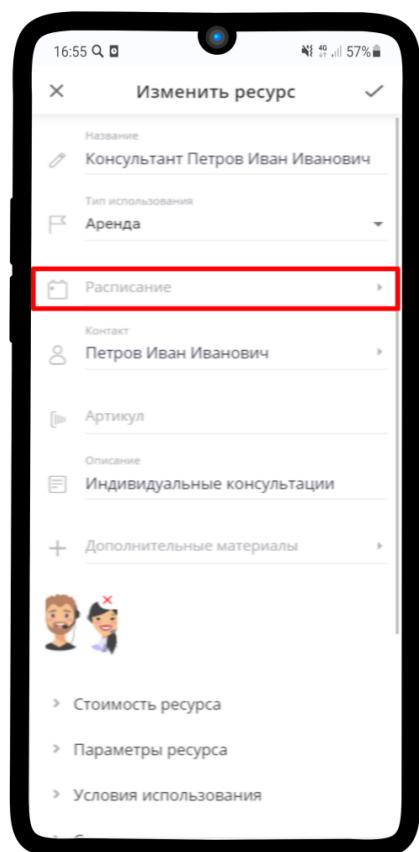 16:55
4G
57%
Изменить ресурс
Название
Консультант Петров Иван Иванович
Тип использования
Аренда
Расписание
Контакт
Петров Иван Иванович
Артикул
Описание
Индивидуальные консультации
Дополнительные материалы
Стоимость ресурса
Параметры ресурса
Условия использования